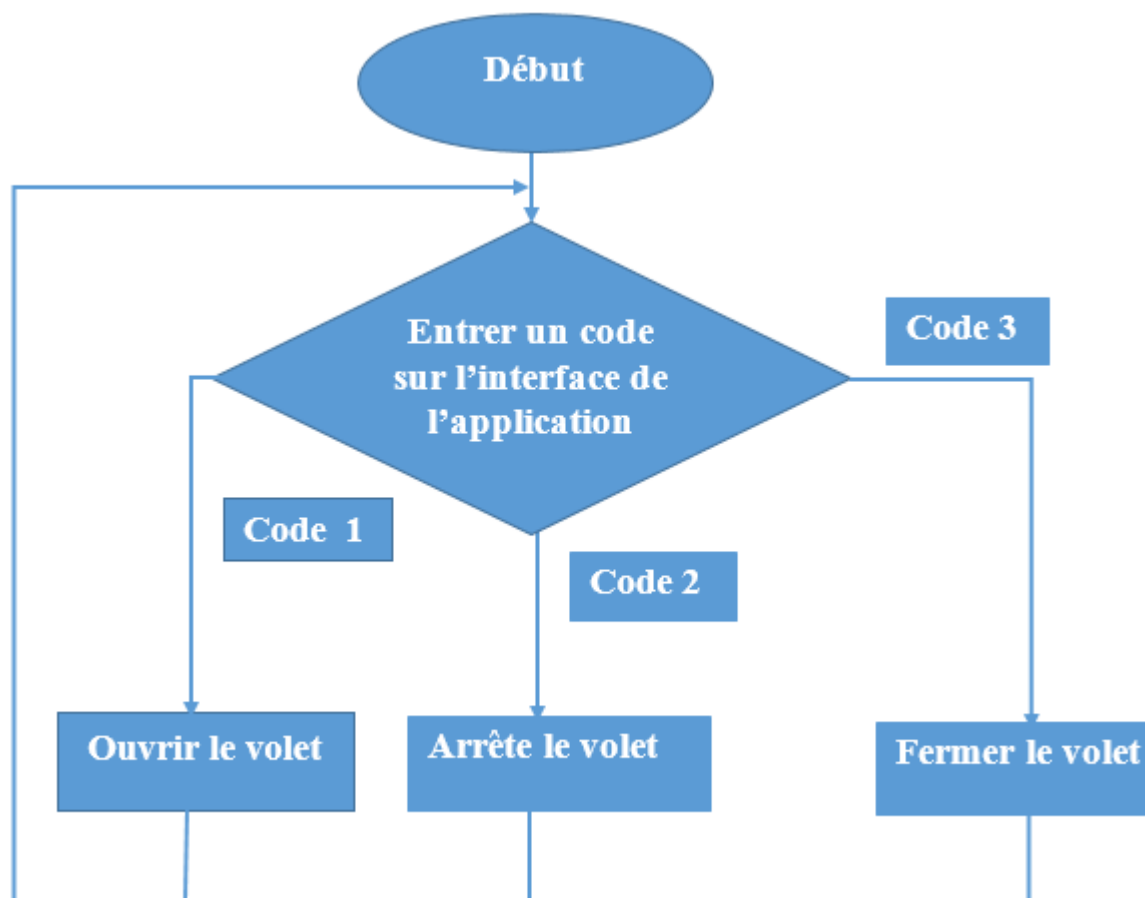 Début
Entrer un code
sur l’interface de
l’application
Code 3
Code 1
Code 2
Ouvrir le volet
Arrête le volet
Fermer le volet